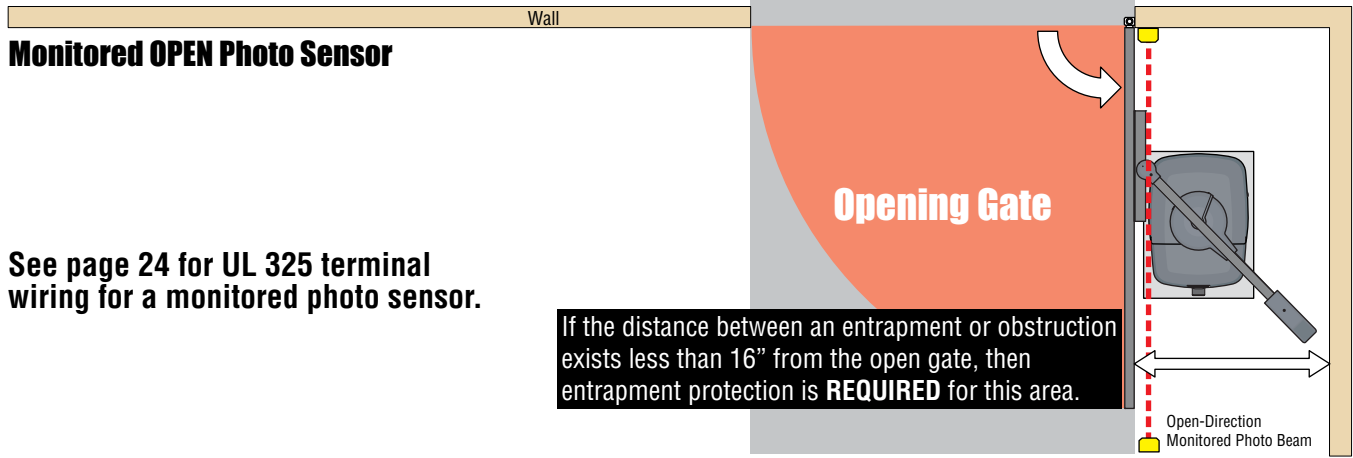 Wall
Monitored OPEN Photo Sensor
Opening Gate
See page 24 for UL 325 terminal
wiring for a monitored photo sensor.
If the distance between an entrapment or obstruction
exists less than 16” from the open gate, then
entrapment protection is REQUIRED for this area.
Open-Direction
Monitored Photo Beam